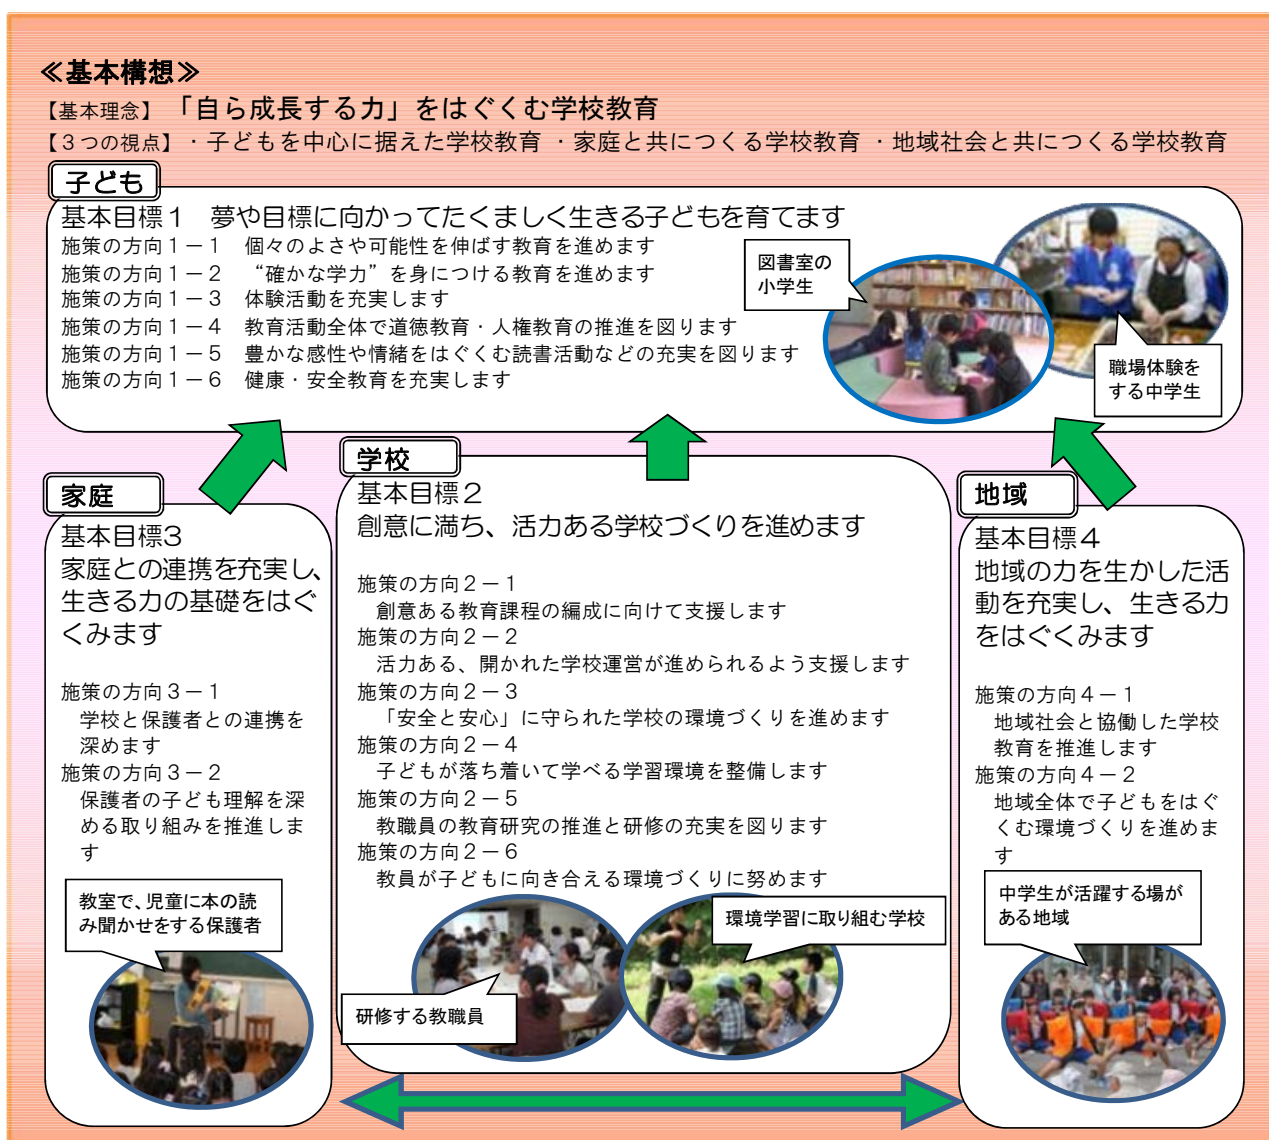 ≪基本構想≫
【基本理念】 「自ら成長する力」をはぐくむ学校教育
【３つの視点】・子どもを中心に据えた学校教育 ・家庭と共につくる学校教育 ・地域社会と共につくる学校教育
子ども
基本目標１　夢や目標に向かってたくましく生きる子どもを育てます
施策の方向１－１　個々のよさや可能性を伸ばす教育を進めます
施策の方向１－２　“確かな学力”を身につける教育を進めます
施策の方向１－３　体験活動を充実します
施策の方向１－４　教育活動全体で道徳教育・人権教育の推進を図ります
施策の方向１－５　豊かな感性や情緒をはぐくむ読書活動などの充実を図ります
施策の方向１－６　健康・安全教育を充実します
図書室の
小学生
職場体験を
する中学生
家庭
基本目標３
家庭との連携を充実し、
生きる力の基礎をはぐ
くみます
施策の方向３－１
学校と保護者との連携を
深めます
施策の方向３－２
保護者の子ども理解を深
める取り組みを推進しま
す
教室で、児童に本の読
み聞かせをする保護者
学校
基本目標２
創意に満ち、活力ある学校づくりを進めます
施策の方向２－１
創意ある教育課程の編成に向けて支援します
施策の方向２－２
活力ある、開かれた学校運営が進められるよう支援します
施策の方向２－３
「安全と安心」に守られた学校の環境づくりを進めます
施策の方向２－４
子どもが落ち着いて学べる学習環境を整備します
施策の方向２－５
教職員の教育研究の推進と研修の充実を図ります
施策の方向２－６
教員が子どもに向き合える環境づくりに努めます
環境学習に取り組む学校
研修する教職員
地域
基本目標４
地域の力を生かした活
動を充実し、生きる力
をはぐくみます
施策の方向４－１
地域社会と協働した学校
教育を推進します
施策の方向４－２
地域全体で子どもをはぐ
くむ環境づくりを進めま
す
中学生が活躍する場が
ある地域